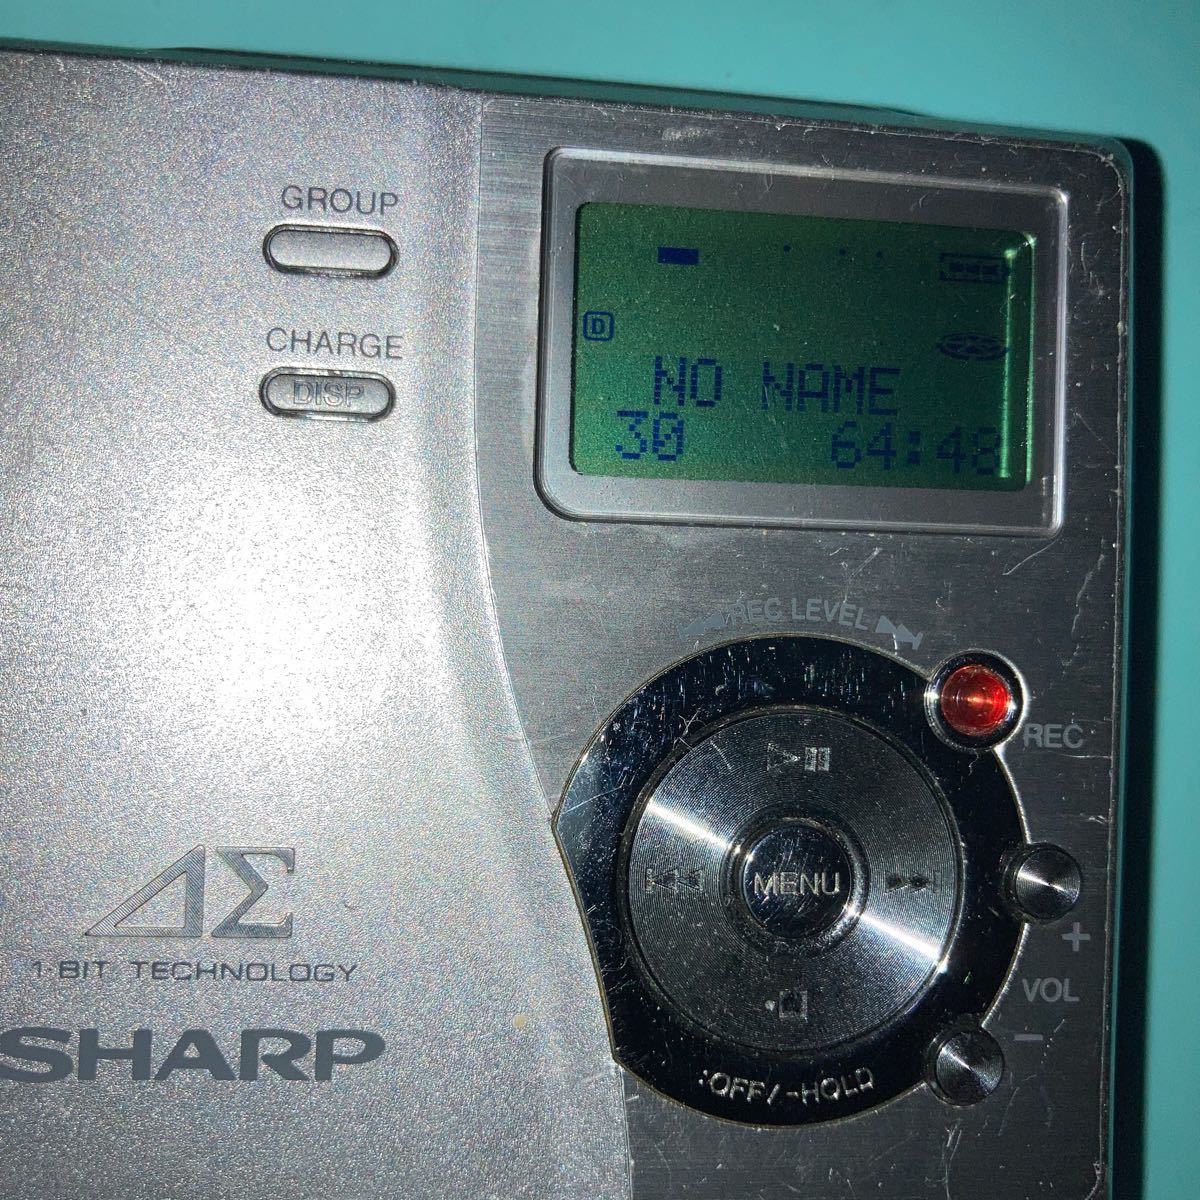 GROUP
CHARGE
DISP
D
NO NAME
30 64:48
REC LEVEL
REC
MENU
+
VOL
−
:OFF/-HOLD
ΔΣ
1-BIT TECHNOLOGY
SHARP